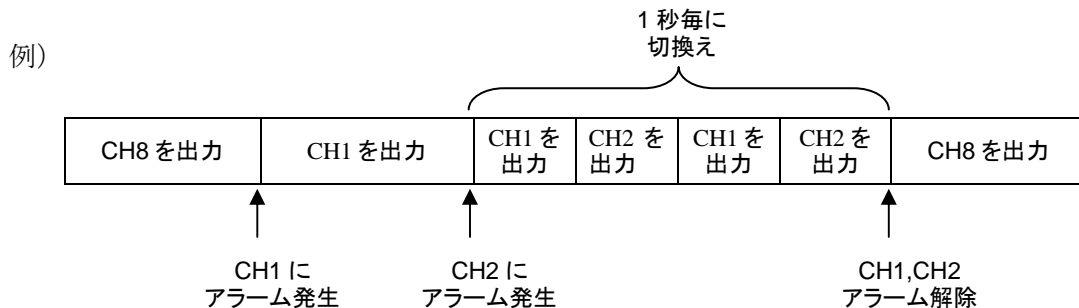 1 秒毎に
切換え
例)
CH8 を出力
CH1 を出力
CH1 を
出力
CH2 を
出力
CH1 を
出力
CH2 を
出力
CH8 を出力
CH1 に
アラーム発生
CH2 に
アラーム発生
CH1,CH2
アラーム解除